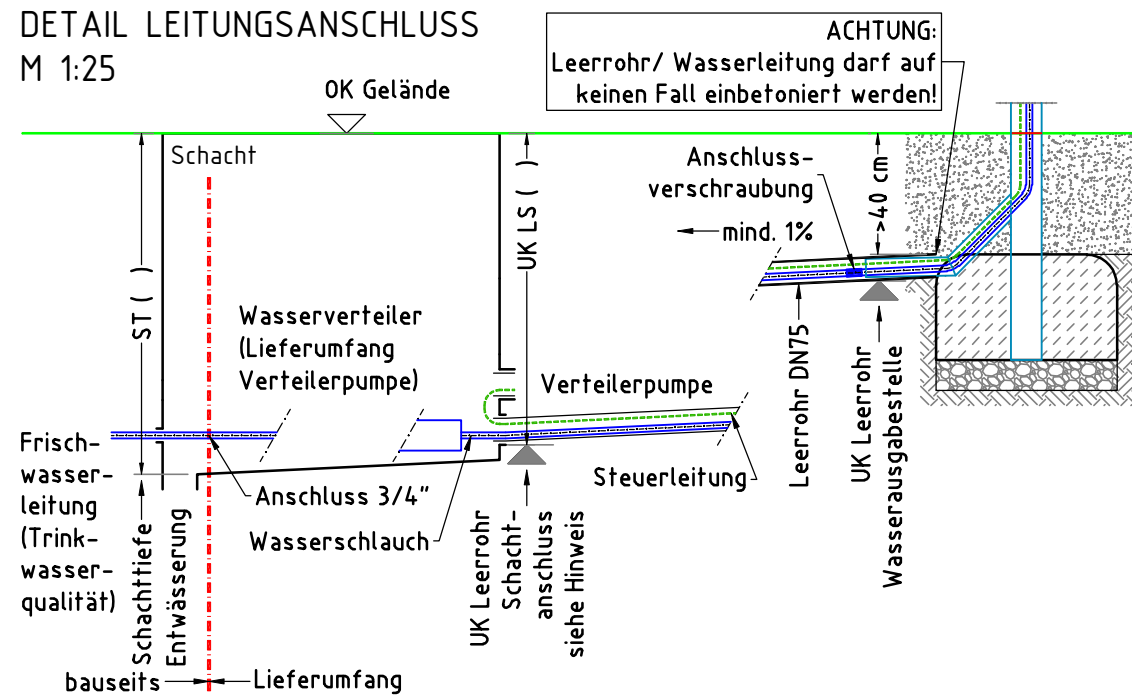 DETAIL LEITUNGSANSCHLUSS
M 1:25
OK Gelände
ACHTUNG:
Leerrohr/ Wasserleitung darf auf
keinen Fall einbetoniert werden!
Schacht
ST ( )
UK LS ( )
Anschluss-
verschraubung
mind. 1%
>40 cm
Wasserverteiler
(Lieferumfang
Verteilerpumpe)
Verteilerpumpe
Leerrohr DN75
UK Leerrohr
Wasserausgabestelle
Frisch-
wasser-
leitung
(Trink-
wasser-
qualität)
Anschluss 3/4"
Wasserschlauch
Steuerleitung
Schachttiefe
Entwässerung
UK Leerrohr
Schacht-
anschluss
siehe Hinweis
bauseits
Lieferumfang